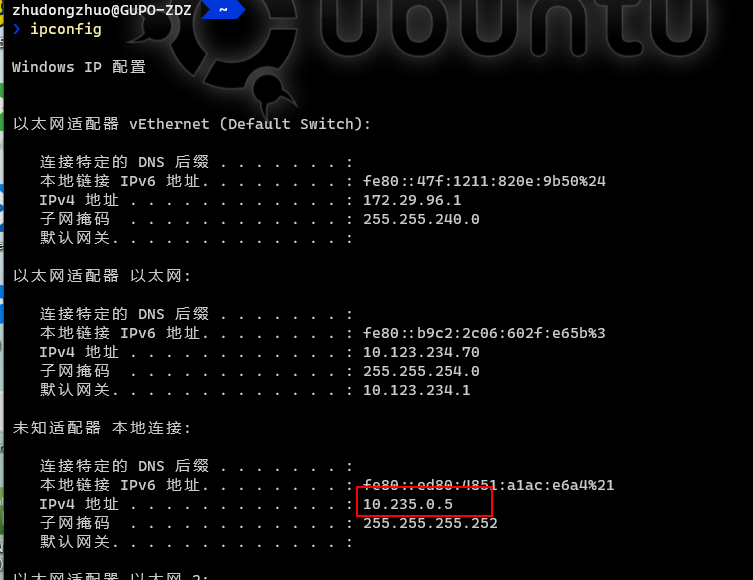 zhudongzhuo@GUPO-ZDZ ~
❯ ipconfig
ubuntu
Windows IP 配置
以太网适配器 vEthernet (Default Switch):
连接特定的 DNS 后缀 . . . . . . . :
本地链接 IPv6 地址. . . . . . . . : fe80::47f:1211:820e:9b50%24
IPv4 地址 . . . . . . . . . . . . : 172.29.96.1
子网掩码 . . . . . . . . . . . . : 255.255.240.0
默认网关. . . . . . . . . . . . . :
以太网适配器 以太网:
连接特定的 DNS 后缀 . . . . . . . :
本地链接 IPv6 地址. . . . . . . . : fe80::b9c2:2c06:602f:e65b%3
IPv4 地址 . . . . . . . . . . . . : 10.123.234.70
子网掩码 . . . . . . . . . . . . : 255.255.254.0
默认网关. . . . . . . . . . . . . : 10.123.234.1
未知适配器 本地连接:
连接特定的 DNS 后缀 . . . . . . . :
本地链接 IPv6 地址. . . . . . . . : fe80::ed80:4851:a1ac:e6a4%21
IPv4 地址 . . . . . . . . . . . . : 10.235.0.5
子网掩码 . . . . . . . . . . . . : 255.255.255.252
默认网关. . . . . . . . . . . . . :
以太网适配器 以太网 2: